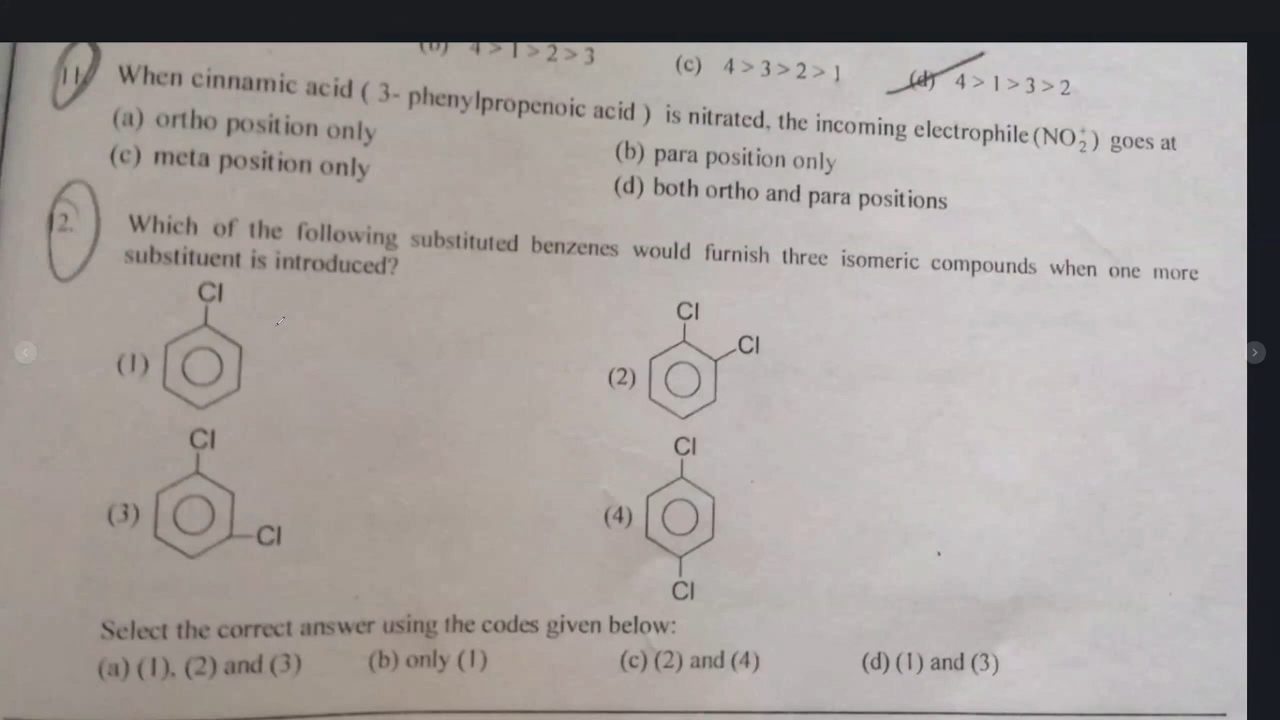 (b) 4 > 1 > 2 > 3 (c) 4 > 3 > 2 > 1 (d) 4 > 1 > 3 > 2
11. When cinnamic acid ( 3- phenylpropenoic acid ) is nitrated, the incoming electrophile (NO₂⁺) goes at
(a) ortho position only (b) para position only
(c) meta position only (d) both ortho and para positions
12. Which of the following substituted benzenes would furnish three isomeric compounds when one more
substituent is introduced?
Cl
(1)
Cl
Cl
(2)
Cl
(3)
Cl
Cl
(4)
Cl
Select the correct answer using the codes given below:
(a) (1), (2) and (3) (b) only (1) (c) (2) and (4) (d) (1) and (3)